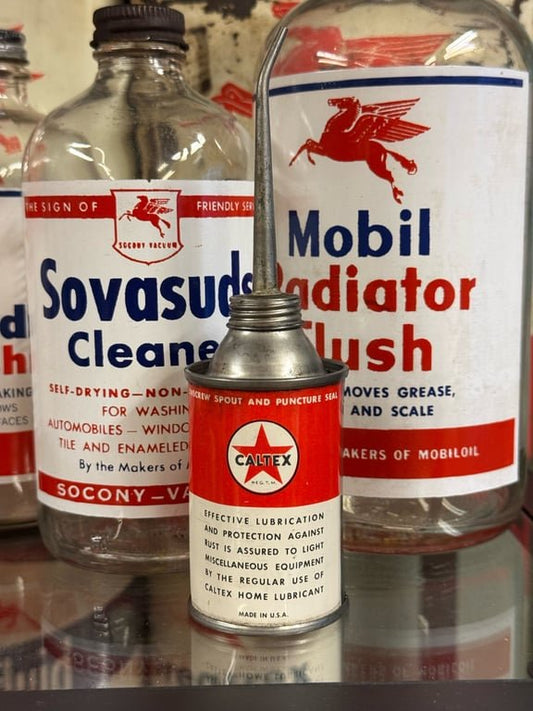 THE SIGN OF
FRIENDLY
SOCONY VACUUM
Sovasuds
Cleane
SELF-DRYING—NON-
FOR WASHIN
AUTOMOBILES — WINDO
TILE AND ENAMELED
By the Makers of
SOCONY—VA
Mobil
Radiator
Flush
MOVES GREASE,
AND SCALE
AKERS OF MOBILOIL
SCREW SPOUT AND PUNCTURE SEAL
CALTEX
REG. T.M.
EFFECTIVE LUBRICATION
AND PROTECTION AGAINST
RUST IS ASSURED TO LIGHT
MISCELLANEOUS EQUIPMENT
BY THE REGULAR USE OF
CALTEX HOME LUBRICANT
MADE IN U.S.A.